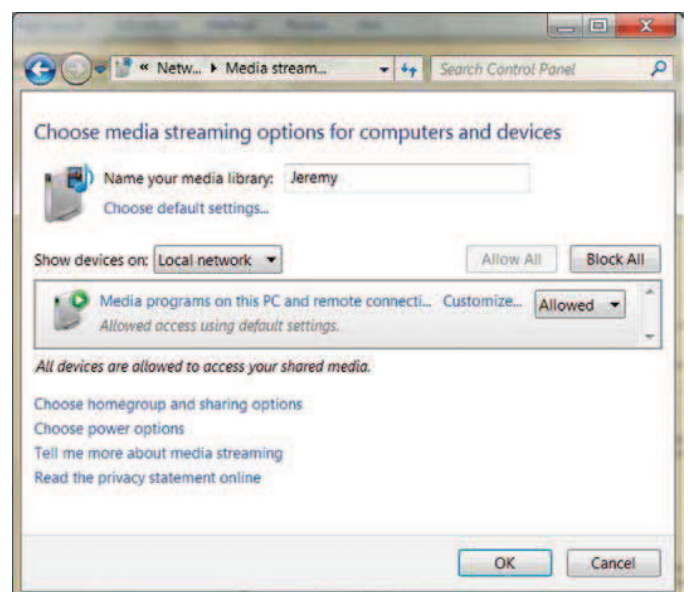 « Netw... ▸ Media stream...
Search Control Panel
Choose media streaming options for computers and devices
Name your media library: Jeremy
Choose default settings...
Show devices on: Local network
Allow All
Block All
Media programs on this PC and remote connecti... Customize... Allowed
Allowed access using default settings.
All devices are allowed to access your shared media.
Choose homegroup and sharing options
Choose power options
Tell me more about media streaming
Read the privacy statement online
OK
Cancel